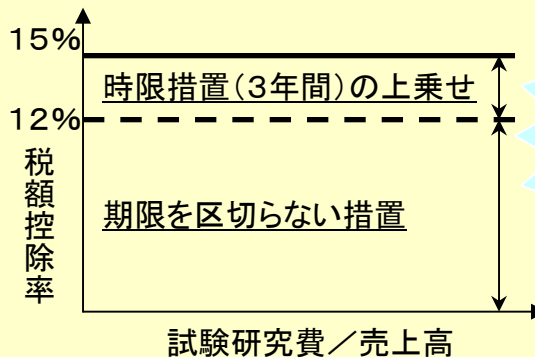 15%
時限措置(3年間)の上乗せ
12%
税額控除率
期限を区切らない措置
試験研究費/売上高